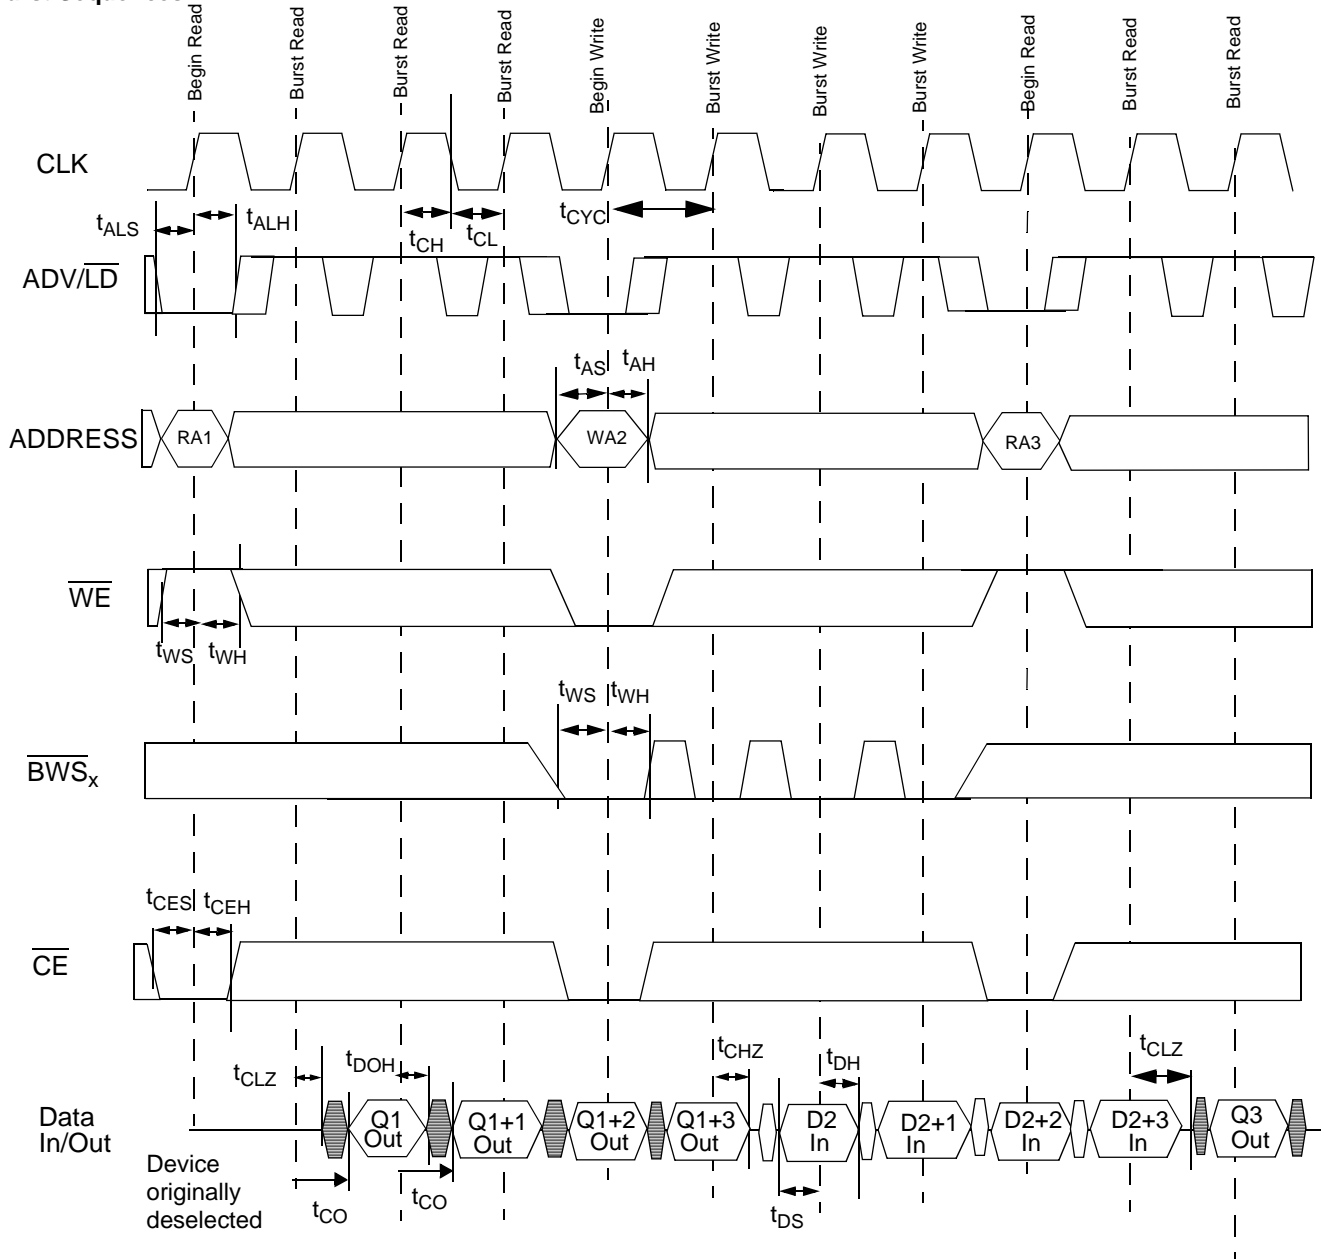 Begin Read
Burst Read
Burst Read
Burst Read
Begin Write
Burst Write
Burst Write
Burst Write
Begin Read
Burst Read
Burst Read
CLK
tALS
tALH
tCH
tCL
tCYC
ADV/LD
tAS
tAH
ADDRESS
RA1
WA2
RA3
WE
tWS
tWH
tWS
tWH
BWSx
tCES
tCEH
CE
tCLZ
tDOH
tCHZ
tDH
tCLZ
Data
In/Out
Q1
Out
Q1+1
Out
Q1+2
Out
Q1+3
Out
D2
In
D2+1
In
D2+2
In
D2+3
In
Q3
Out
Device
originally
deselected
tCO
tCO
tDS